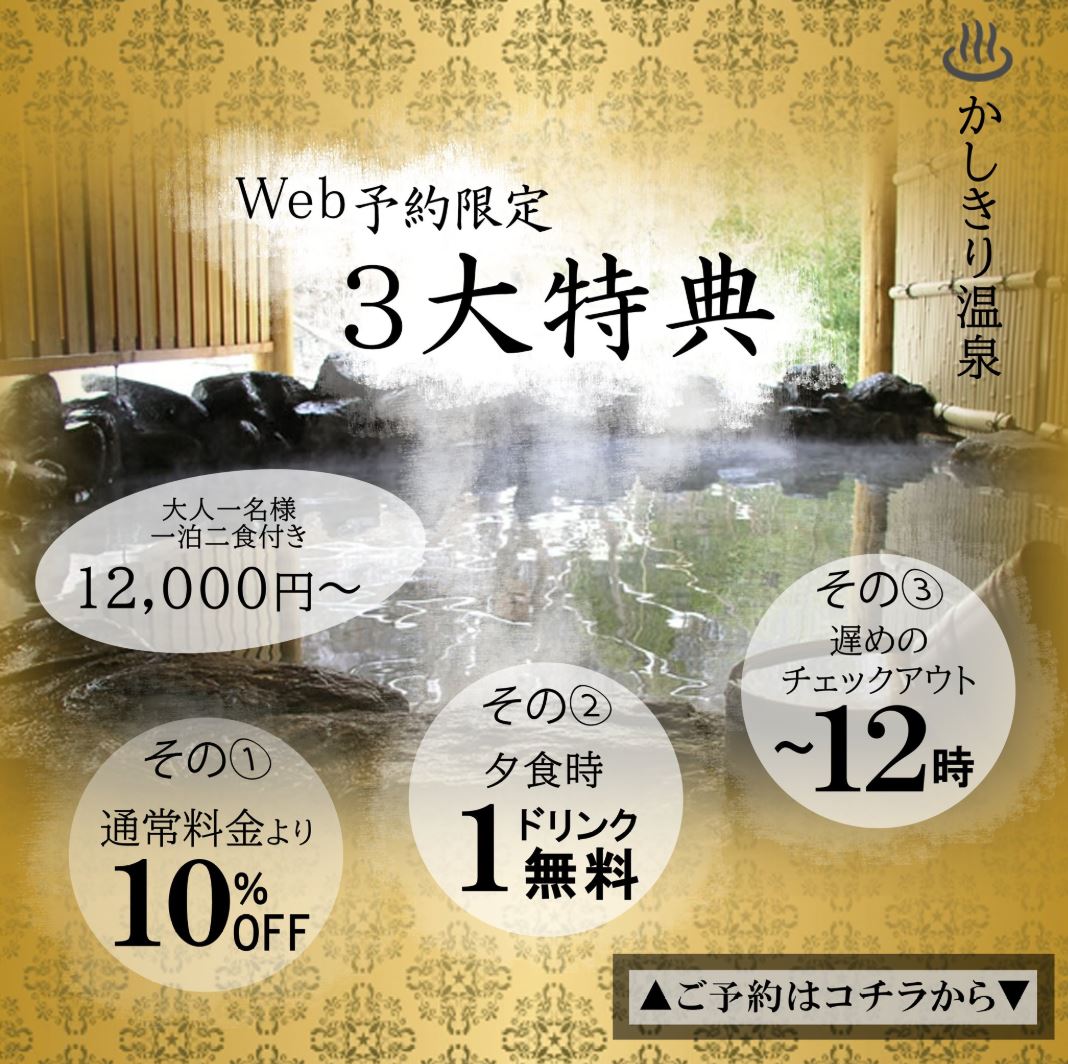 かしきり温泉
Web予約限定
3大特典
大人一名様
一泊二食付き
12,000円〜
その①
通常料金より
10%OFF
その②
夕食時
1ドリンク無料
その③
遅めの
チェックアウト
〜12時
▲ご予約はコチラから▼